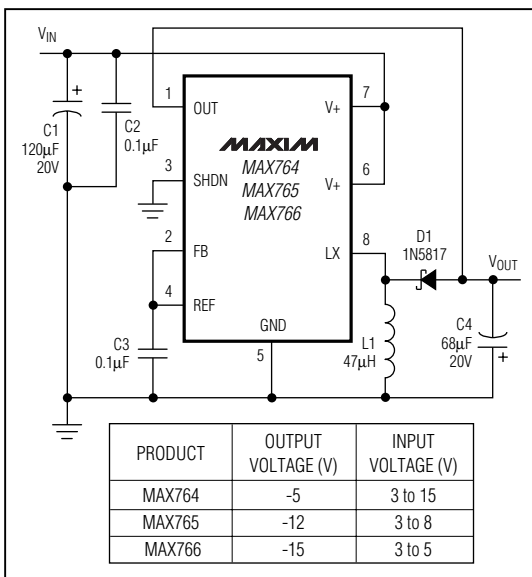 V_IN
C1
120µF
20V
+
C2
0.1µF
1
OUT
3
SHDN
2
FB
4
REF
C3
0.1µF
MAXIM
MAX764
MAX765
MAX766
GND
5
7
V+
6
V+
8
LX
D1
1N5817
V_OUT
L1
47µH
C4
68µF
20V
+
PRODUCT
OUTPUT
VOLTAGE (V)
INPUT
VOLTAGE (V)
MAX764
-5
3 to 15
MAX765
-12
3 to 8
MAX766
-15
3 to 5